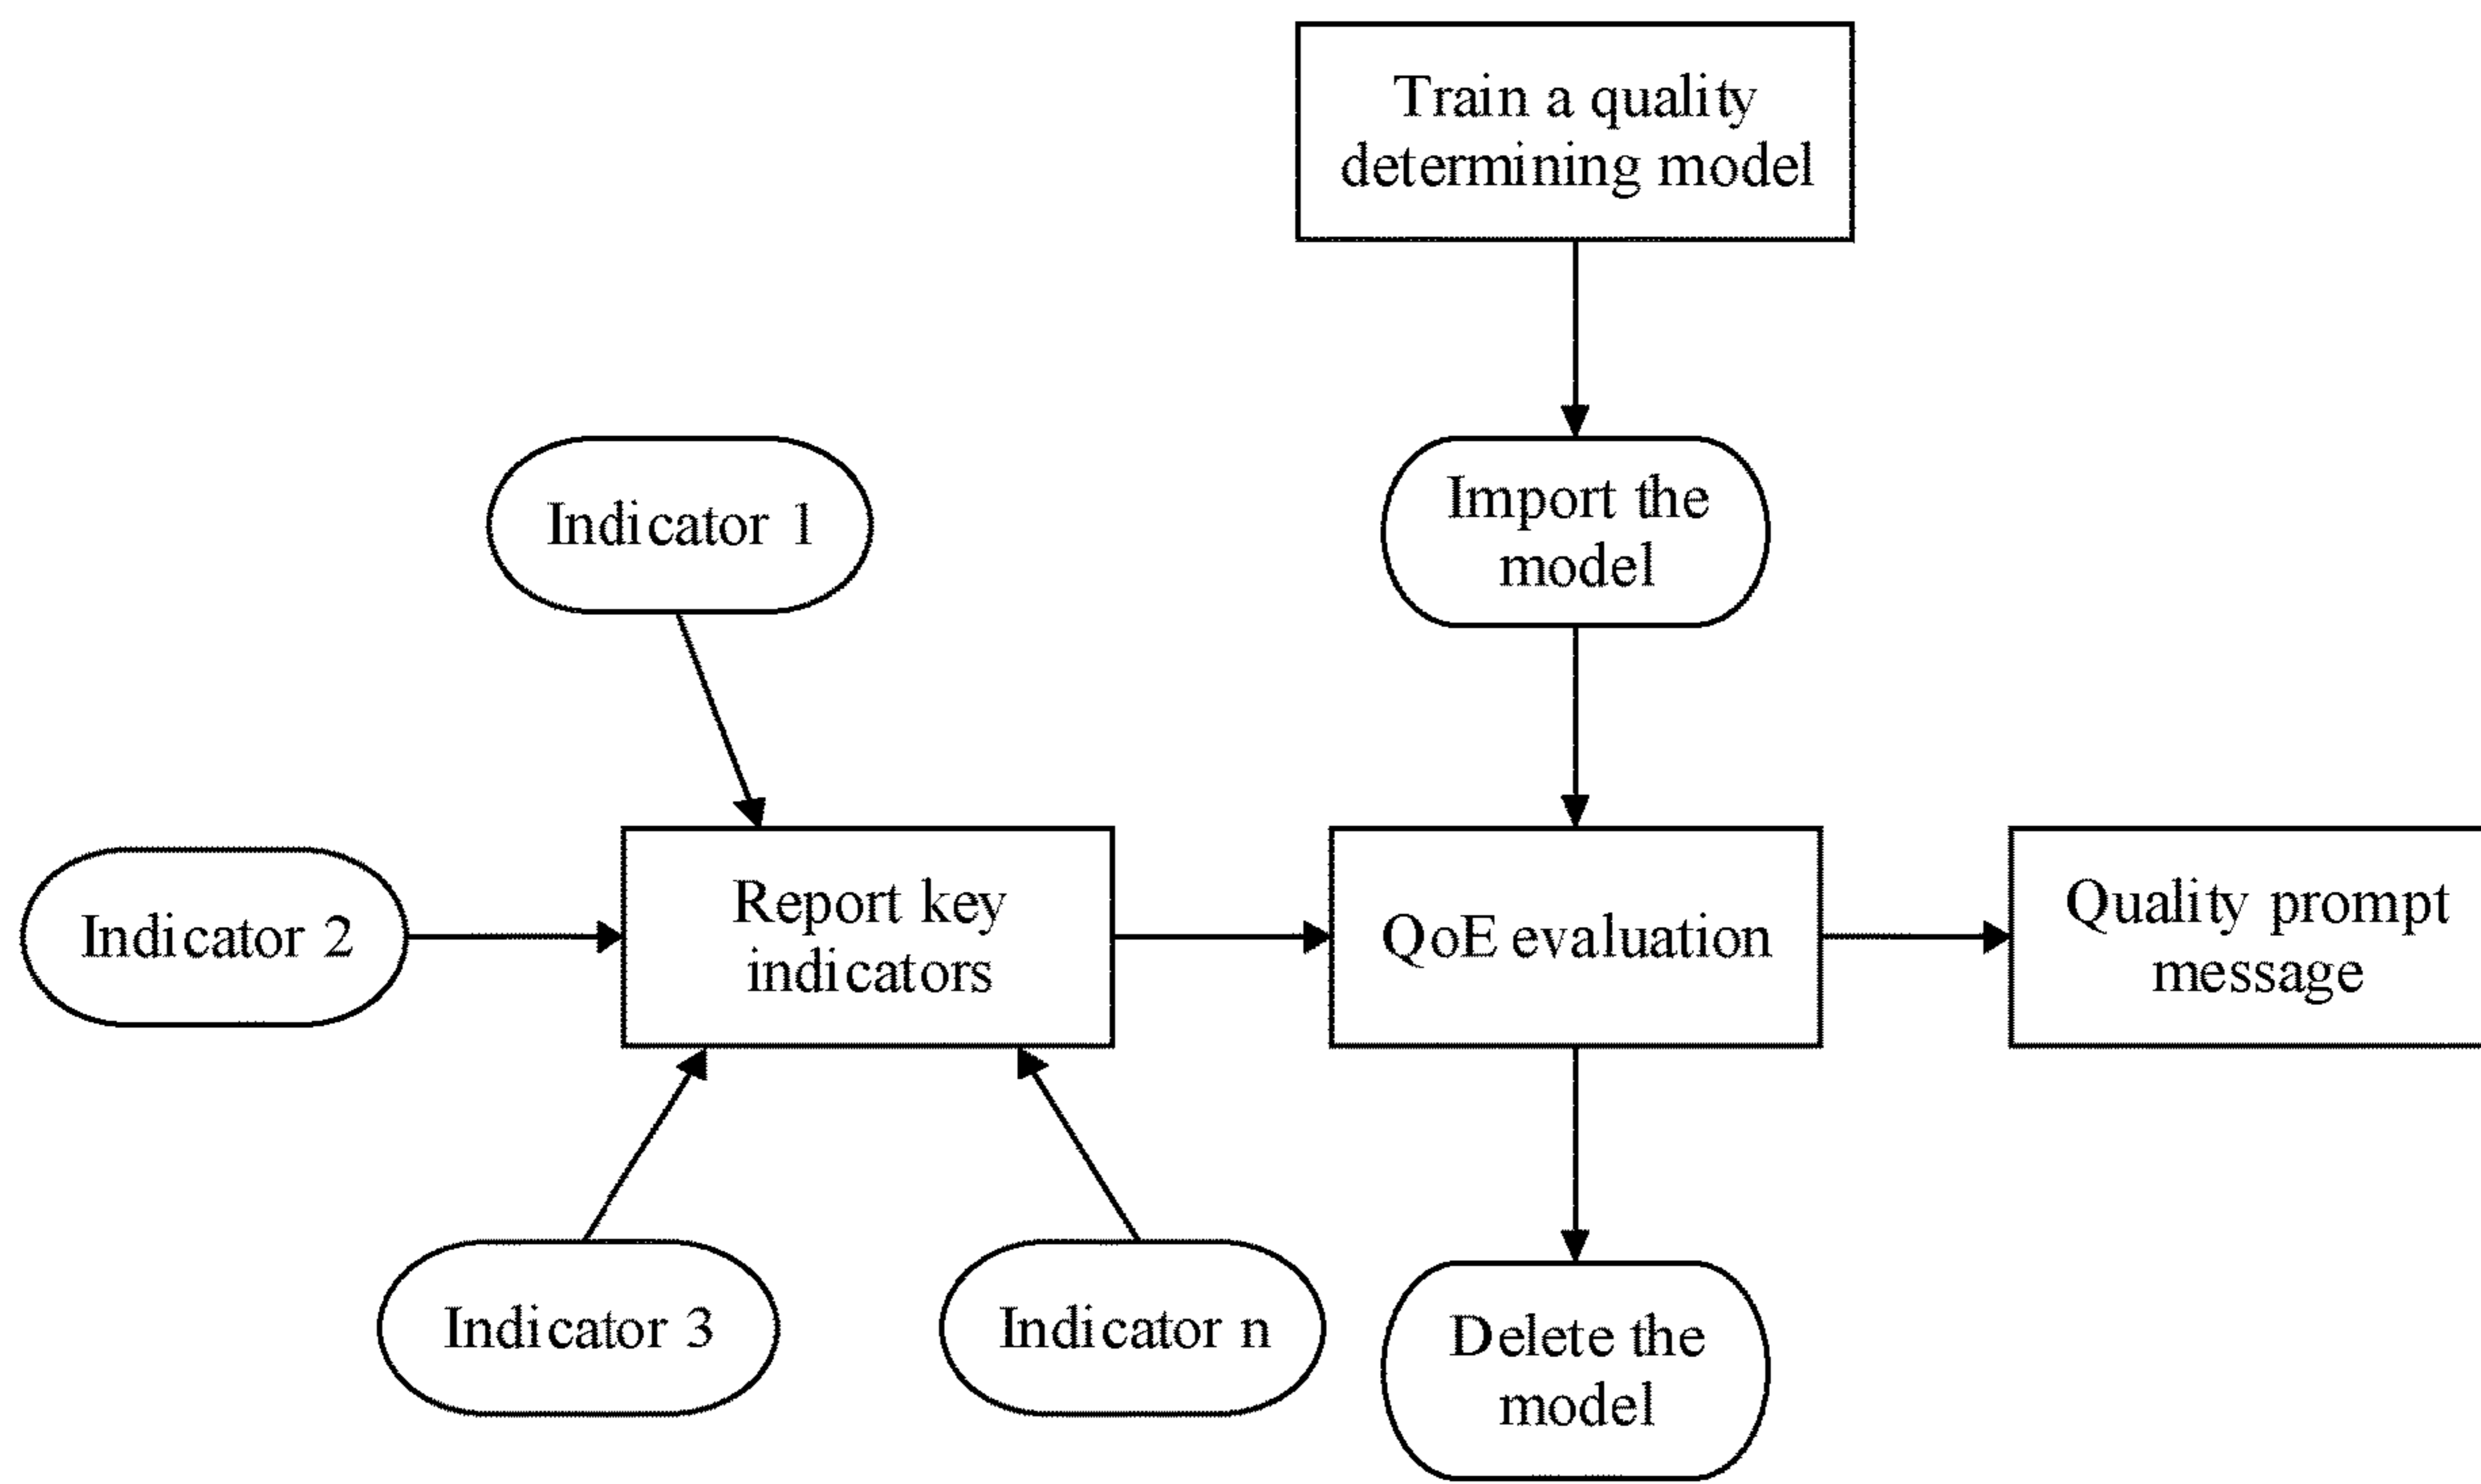 Train a quality
determining model
Import the
model
Indicator 1
Indicator 2
Report key
indicators
QoE evaluation
Quality prompt
message
Indicator 3
Indicator n
Delete the
model